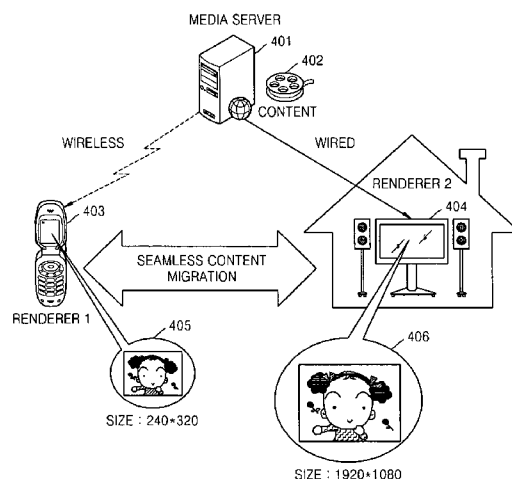 MEDIA SERVER
401
402
CONTENT
WIRELESS
WIRED
RENDERER 2
403
404
SEAMLESS CONTENT
MIGRATION
RENDERER 1
405
406
SIZE : 240*320
SIZE : 1920*1080